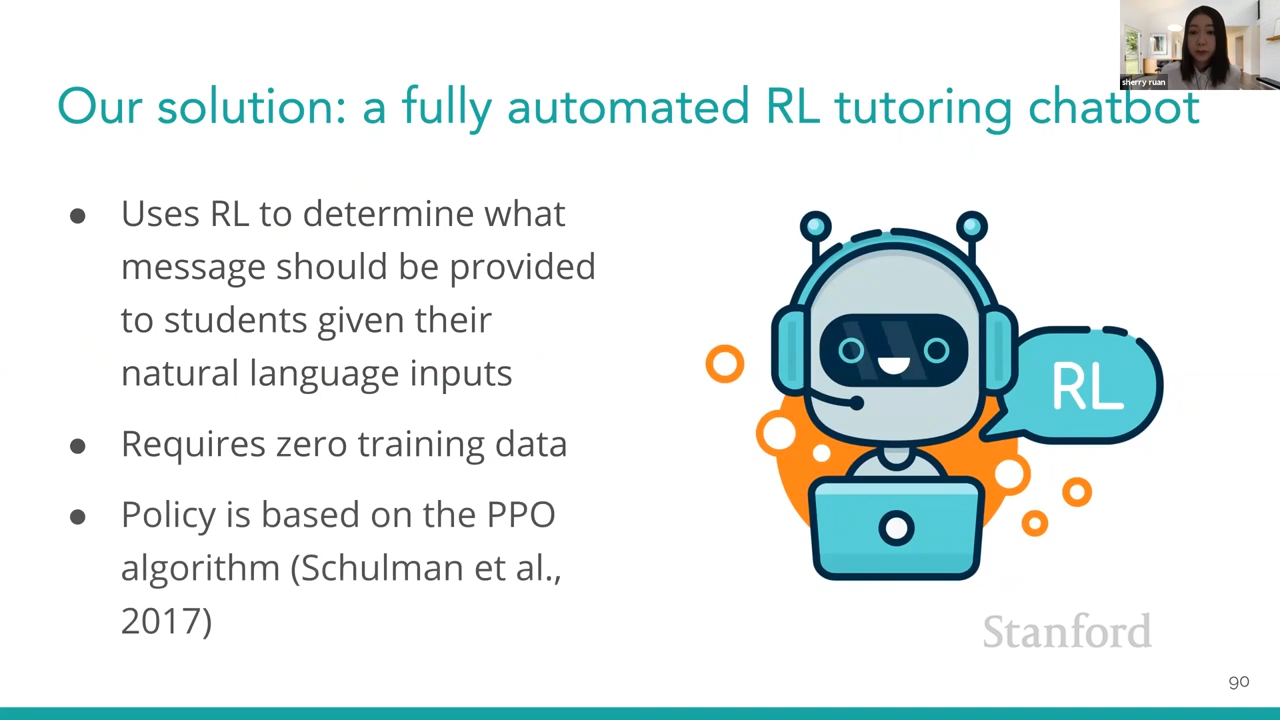 sherry ruan
Our solution: a fully automated RL tutoring chatbot
● Uses RL to determine what
message should be provided
to students given their
natural language inputs
● Requires zero training data
● Policy is based on the PPO
algorithm (Schulman et al.,
2017)
RL
Stanford
90